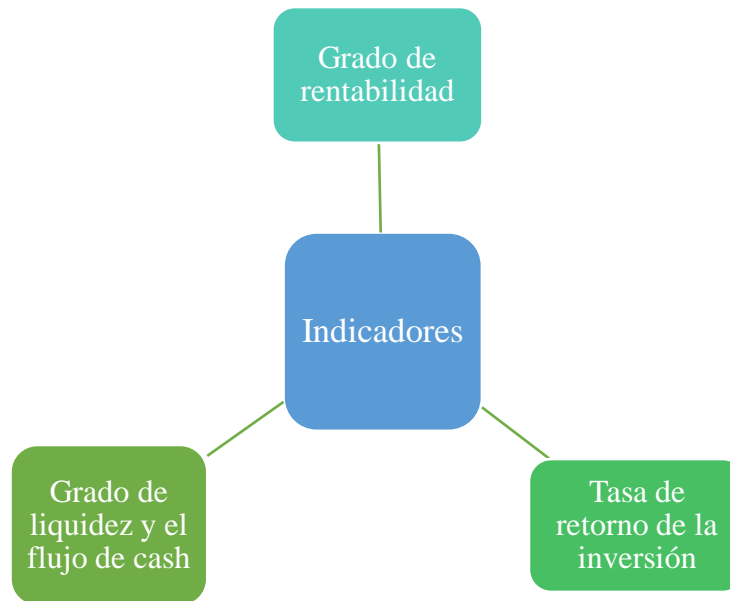 Grado de
rentabilidad
Indicadores
Grado de
liquidez y el
flujo de cash
Tasa de
retorno de la
inversión